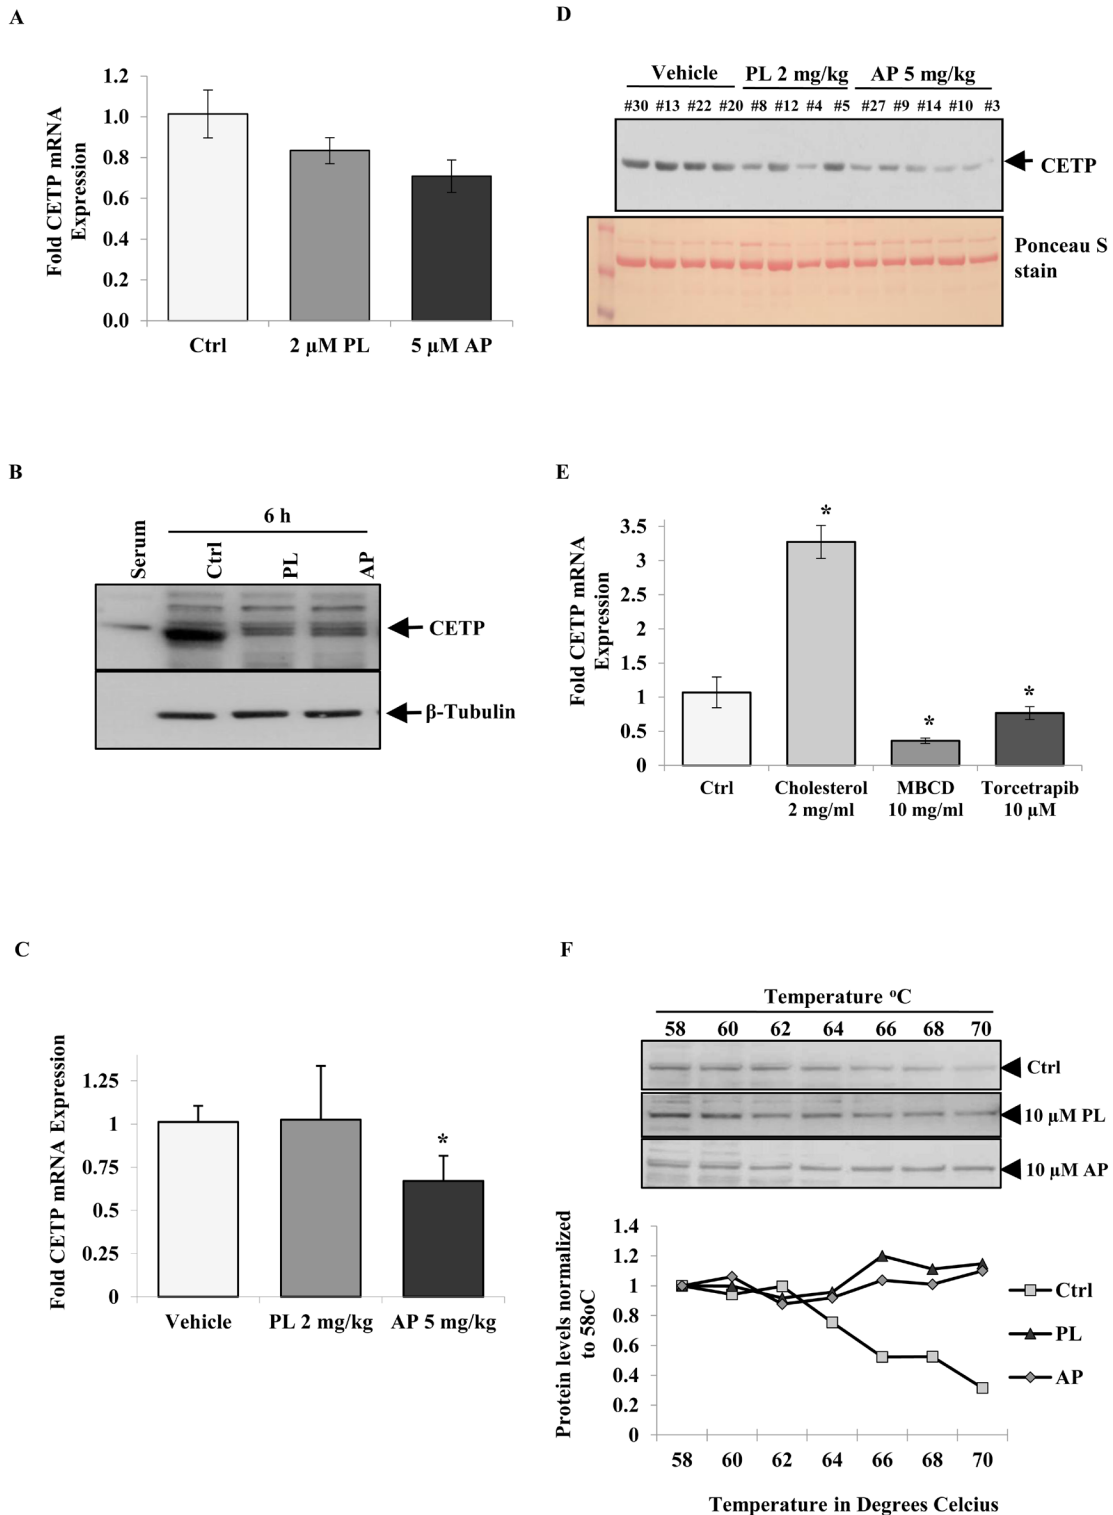 A
1.2
1.0
0.8
0.6
0.4
0.2
0.0
Fold CETP mRNA
Expression
Ctrl 2 µM PL 5 µM AP
D
Vehicle PL 2 mg/kg AP 5 mg/kg
#30 #13 #22 #20 #8 #12 #4 #5 #27 #9 #14 #10 #3
CETP
Ponceau S
stain
B
6 h
Serum Ctrl PL AP
CETP
β-Tubulin
E
3.5
3
2.5
2
1.5
1
0.5
0
Fold CETP mRNA
Expression
*
*
*
Ctrl Cholesterol MBCD Torcetrapib
2 mg/ml 10 mg/ml 10 µM
C
1.25
1
0.75
0.5
0.25
0
Fold CETP mRNA Expression
*
Vehicle PL 2 mg/kg AP 5 mg/kg
F
Temperature ºC
58 60 62 64 66 68 70
Ctrl
10 µM PL
10 µM AP
1.4
1.2
1
0.8
0.6
0.4
0.2
0
Protein levels normalized
to 58oC
Ctrl
PL
AP
58 60 62 64 66 68 70
Temperature in Degrees Celcius